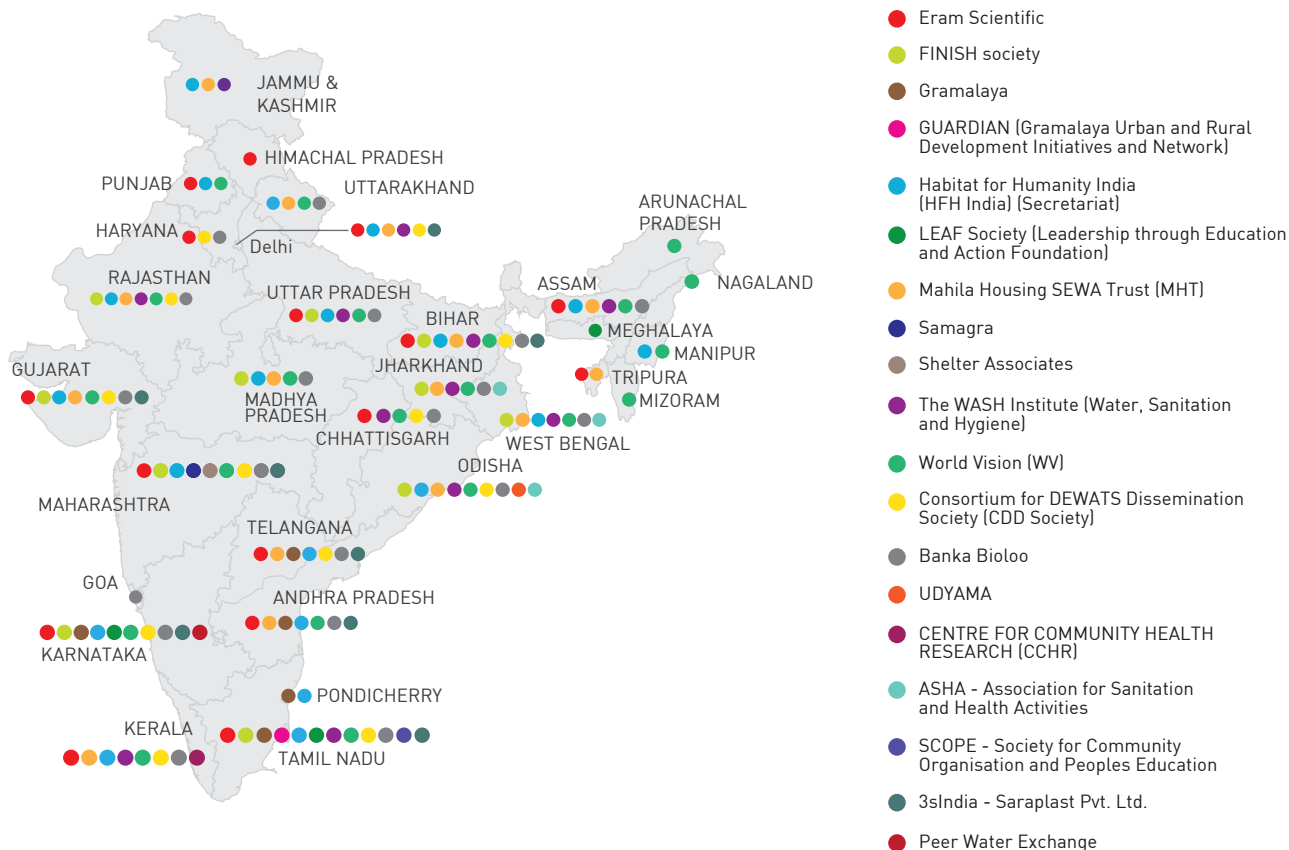 JAMMU &
KASHMIR
HIMACHAL PRADESH
PUNJAB
UTTARAKHAND
HARYANA
Delhi
ARUNACHAL
PRADESH
NAGALAND
RAJASTHAN
UTTAR PRADESH
ASSAM
BIHAR
MEGHALAYA
MANIPUR
GUJARAT
JHARKHAND
TRIPURA
MIZORAM
MADHYA
PRADESH
CHHATTISGARH
WEST BENGAL
ODISHA
MAHARASHTRA
TELANGANA
GOA
ANDHRA PRADESH
KARNATAKA
PONDICHERRY
KERALA
TAMIL NADU
Eram Scientific
FINISH society
Gramalaya
GUARDIAN (Gramalaya Urban and Rural
Development Initiatives and Network)
Habitat for Humanity India
(HFH India) (Secretariat)
LEAF Society (Leadership through Education
and Action Foundation)
Mahila Housing SEWA Trust (MHT)
Samagra
Shelter Associates
The WASH Institute (Water, Sanitation
and Hygiene)
World Vision (WV)
Consortium for DEWATS Dissemination
Society (CDD Society)
Banka Bioloo
UDYAMA
CENTRE FOR COMMUNITY HEALTH
RESEARCH (CCHR)
ASHA - Association for Sanitation
and Health Activities
SCOPE - Society for Community
Organisation and Peoples Education
3sIndia - Saraplast Pvt. Ltd.
Peer Water Exchange